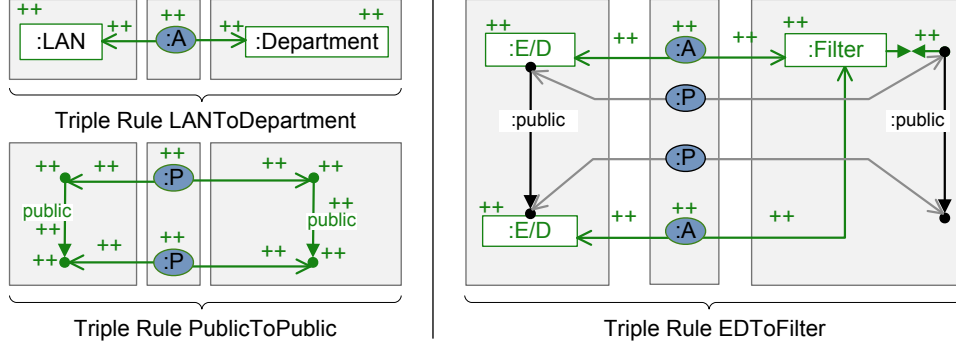 ++ ++ ++
:LAN ++ :A ++ :Department
Triple Rule LANToDepartment
++ ++ ++ ++ ++
:P
public ++ public ++
++ ++ ++ ++ ++
:P
Triple Rule PublicToPublic
++ ++ ++ ++ ++ ++
:E/D :A :Filter
:P
:public :public
:P
++ ++ ++ ++
:E/D :A
Triple Rule EDToFilter